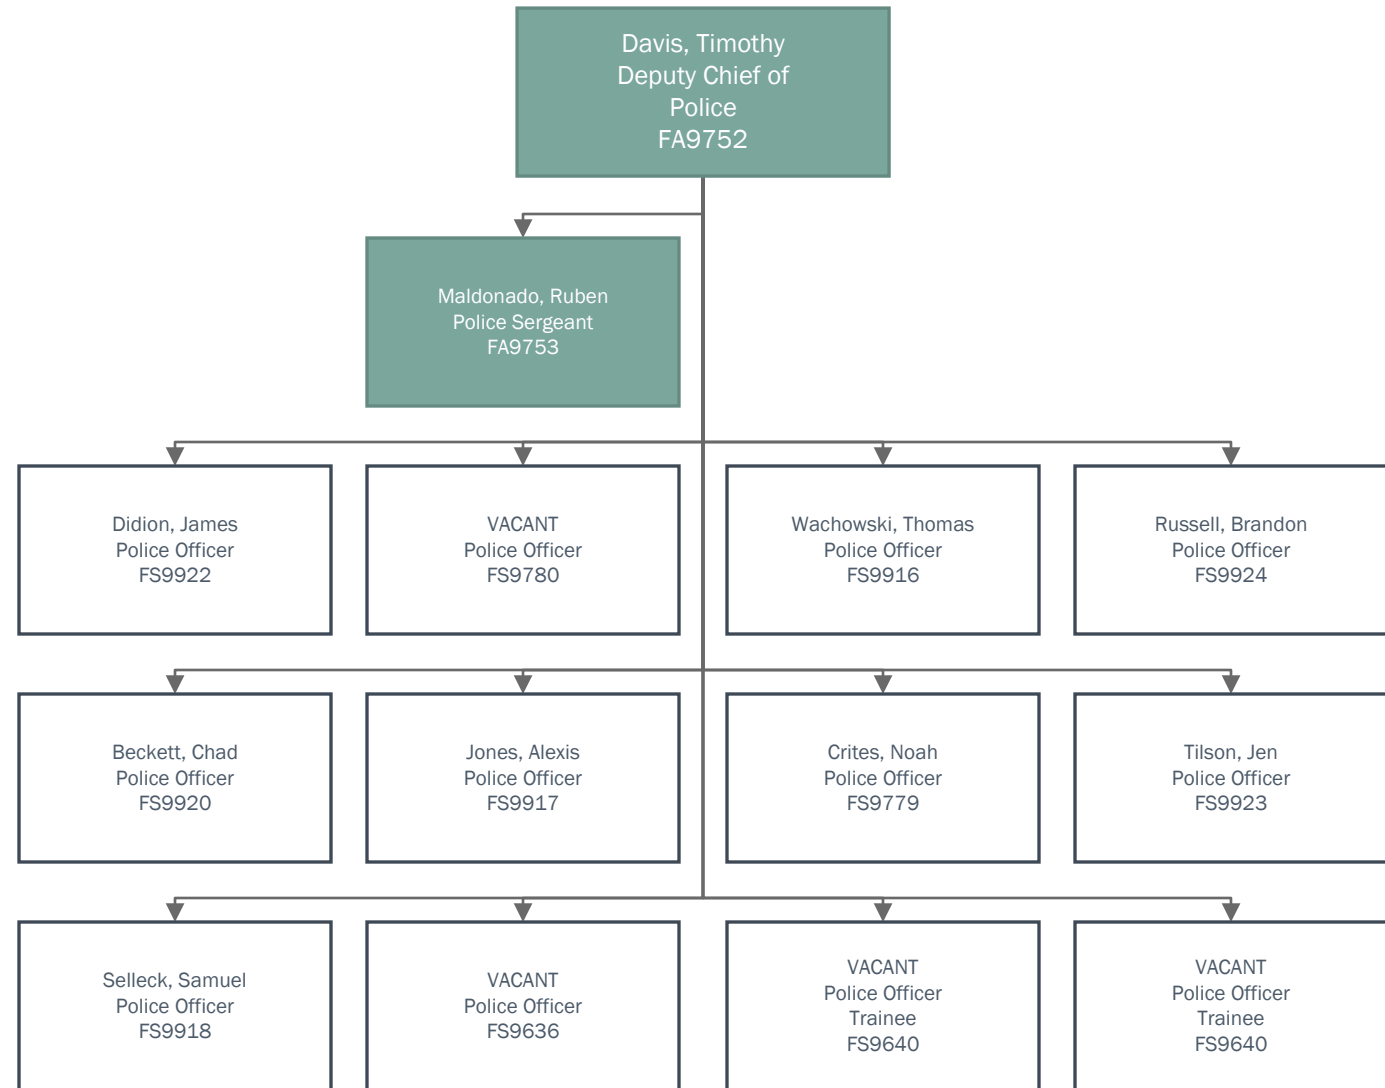 Davis, Timothy
Deputy Chief of
Police
FA9752
Maldonado, Ruben
Police Sergeant
FA9753
Didion, James
Police Officer
FS9922
VACANT
Police Officer
FS9780
Wachowski, Thomas
Police Officer
FS9916
Russell, Brandon
Police Officer
FS9924
Beckett, Chad
Police Officer
FS9920
Jones, Alexis
Police Officer
FS9917
Crites, Noah
Police Officer
FS9779
Tilson, Jen
Police Officer
FS9923
Selleck, Samuel
Police Officer
FS9918
VACANT
Police Officer
FS9636
VACANT
Police Officer
Trainee
FS9640
VACANT
Police Officer
Trainee
FS9640